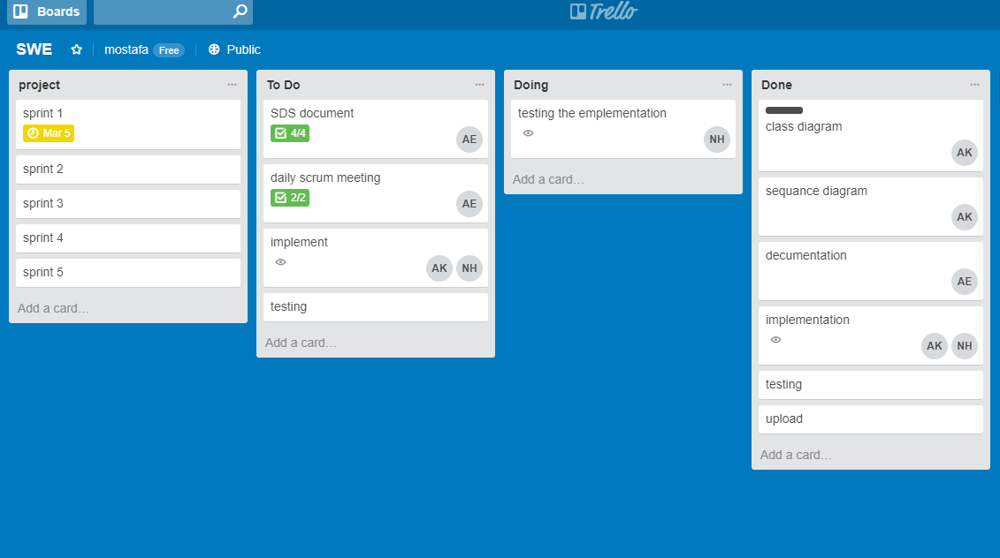 Boards
Trello
SWE mostafa Free Public
project
sprint 1
Mar 5
sprint 2
sprint 3
sprint 4
sprint 5
Add a card…
To Do
SDS document
4/4
AE
daily scrum meeting
2/2
AE
implement
AK NH
testing
Add a card…
Doing
testing the emplementation
NH
Add a card…
Done
class diagram
AK
sequance diagram
AK
decumentation
AE
implementation
AK NH
testing
upload
Add a card…